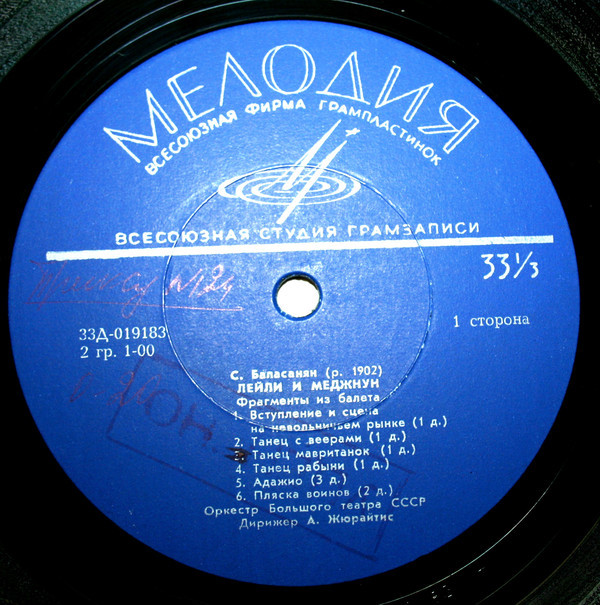 МЕЛОДИЯ
ВСЕСОЮЗНАЯ ФИРМА ГРАМПЛАСТИНОК
ВСЕСОЮЗНАЯ СТУДИЯ ГРАМЗАПИСИ
33⅓
33Д-019183
2 гр. 1-00
1 сторона
С. Баласанян (р. 1902)
ЛЕЙЛИ И МЕДЖНУН
Фрагменты из балета
1. Вступление и сцена
на невольничьем рынке (1 д.)
2. Танец с веерами (1 д.)
3. Танец мавританок (1 д.)
4. Танец рабыни (1 д.)
5. Адажио (3 д.)
6. Пляска воинов (2 д.)
Оркестр Большого театра СССР
Дирижер А. Жюрайтис